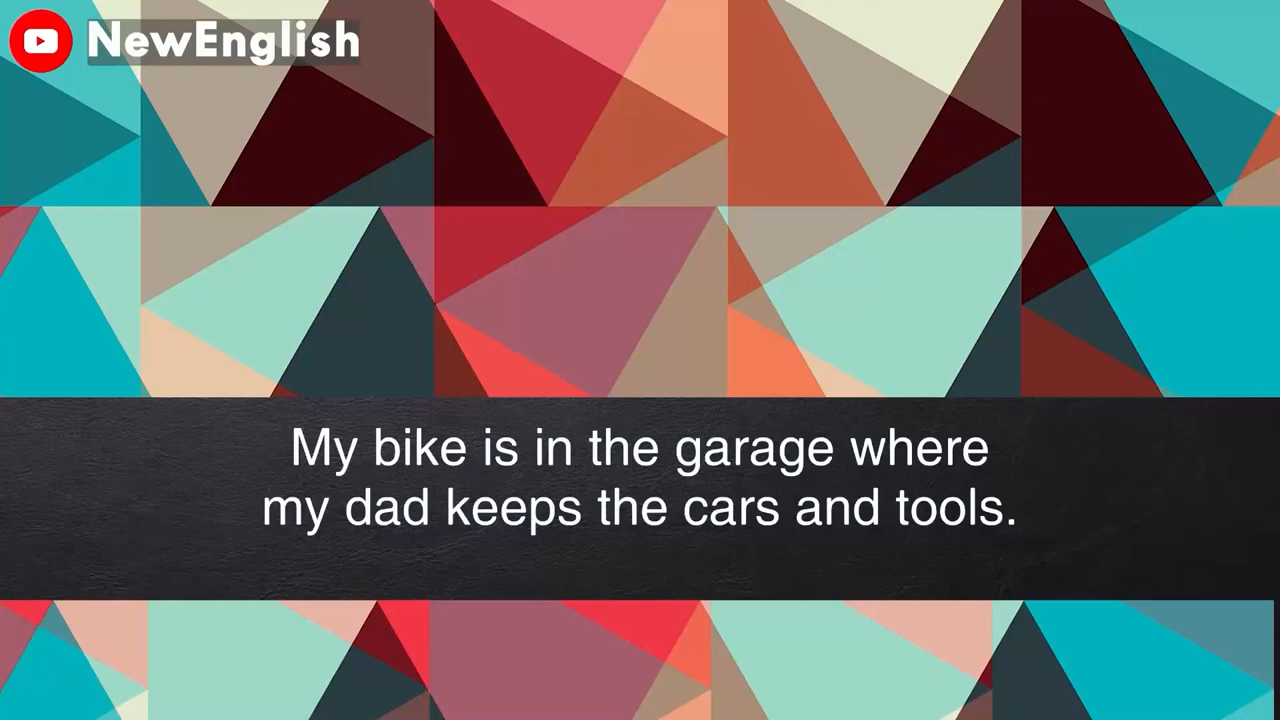 NewEnglish
My bike is in the garage where
my dad keeps the cars and tools.